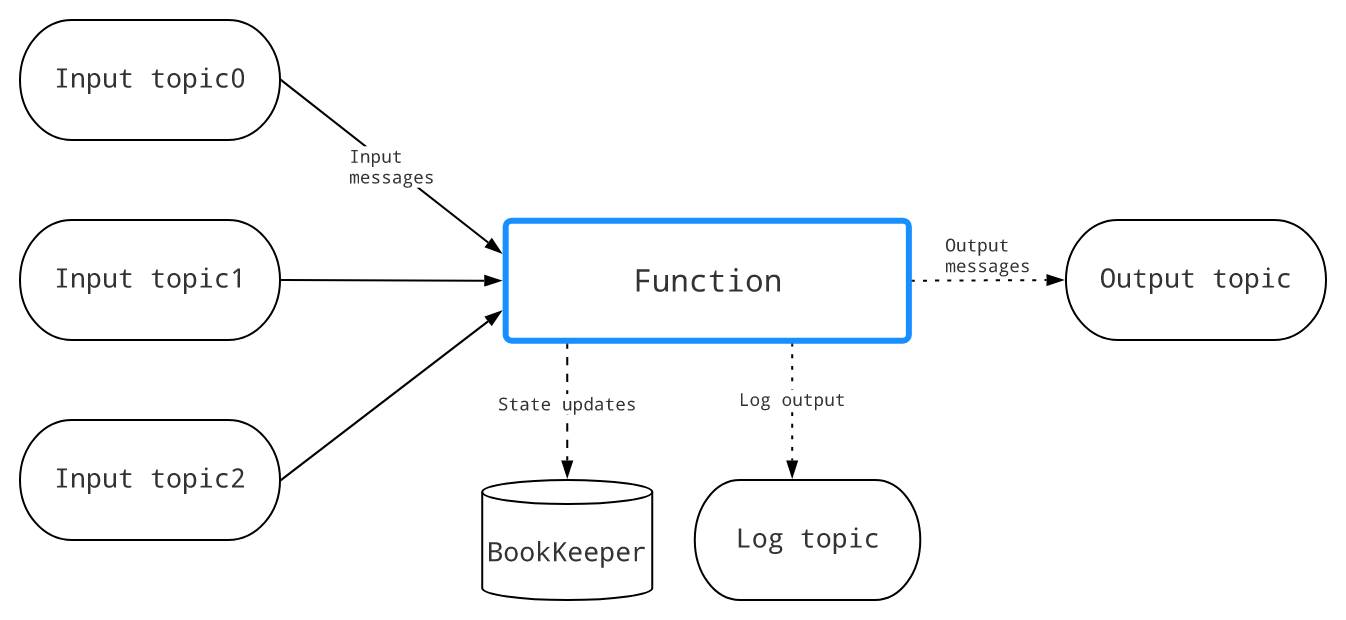 Input topic0
Input
messages
Input topic1
Function
Output
messages
Output topic
State updates
Log output
Input topic2
BookKeeper
Log topic